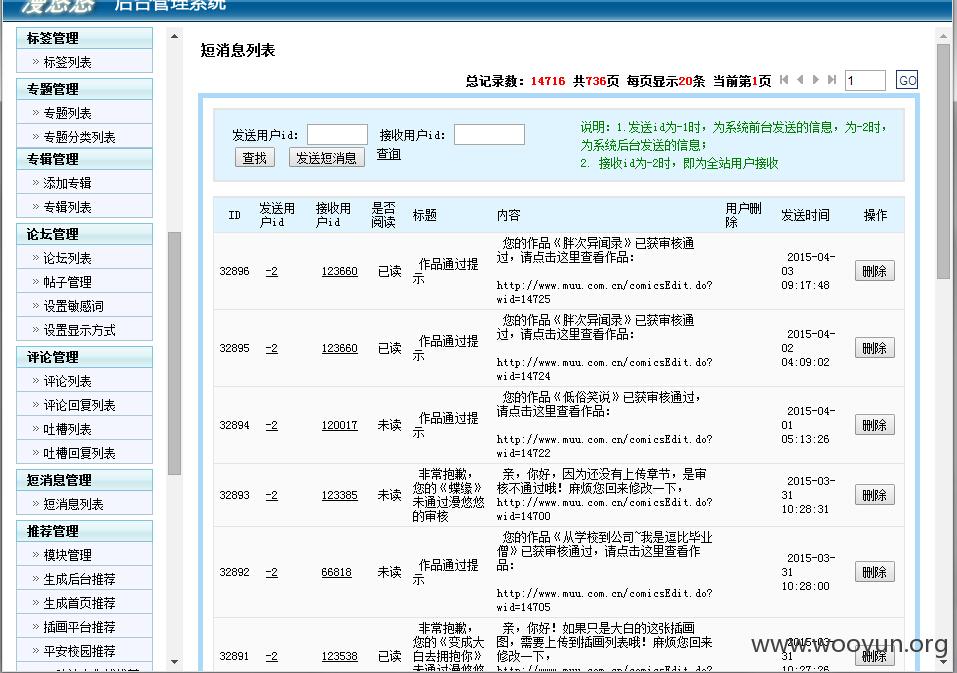 漫悠悠 后台管理系统
标签管理
» 标签列表
专题管理
» 专题列表
» 专题分类列表
专辑管理
» 添加专辑
» 专辑列表
论坛管理
» 论坛列表
» 帖子管理
» 设置敏感词
» 设置显示方式
评论管理
» 评论列表
» 评论回复列表
» 吐槽列表
» 吐槽回复列表
短消息管理
» 短消息列表
推荐管理
» 模块管理
» 生成后台推荐
» 生成首页推荐
» 插画平台推荐
» 平安校园推荐
短消息列表
总记录数：14716 共736页 每页显示20条 当前第1页 1 GO
发送用户id： 接收用户id：
查找 发送短消息 查询
说明：1.发送id为-1时，为系统前台发送的信息，为-2时，
为系统后台发送的信息；
2. 接收id为-2时，即为全站用户接收
ID 发送用户id 接收用户id 是否阅读 标题 内容 用户删除 发送时间 操作
32896 -2 123660 已读 作品通过提示 您的作品《胖次异闻录》已获审核通
过，请点击这里查看作品：
http://www.muu.com.cn/comicsEdit.do?
wid=14725
2015-04-
03
09:17:48
删除
32895 -2 123660 已读 作品通过提示 您的作品《胖次异闻录》已获审核通
过，请点击这里查看作品：
http://www.muu.com.cn/comicsEdit.do?
wid=14724
2015-04-
02
04:09:02
删除
32894 -2 120017 未读 作品通过提示 您的作品《低俗笑说》已获审核通过，
请点击这里查看作品：
http://www.muu.com.cn/comicsEdit.do?
wid=14722
2015-04-
01
05:13:26
删除
32893 -2 123385 未读
非常抱歉，
您的《蝶缘》
未通过漫悠悠
的审核
亲，你好，因为还没有上传章节，是审
核不通过哦！麻烦您回来修改一下，
http://www.muu.com.cn/comicsEdit.do?
wid=14700
2015-03-
31
10:28:31
删除
32892 -2 66818 未读 作品通过提示 您的作品《从学校到公司~我是逗比毕业
僧》已获审核通过，请点击这里查看作
品：
http://www.muu.com.cn/comicsEdit.do?
wid=14705
2015-03-
31
10:28:00
删除
32891 -2 123538 已读
非常抱歉，
您的《变成大
白去拥抱你》
未通过漫悠悠
亲，你好！如果只是大白的这张插画
图，需要上传到插画列表哦！麻烦您回来
修改一下，
http://www.muu.com.cn/comicsEdit.do?
2015-03-
31
10:27:26
删除
www.wooyun.org